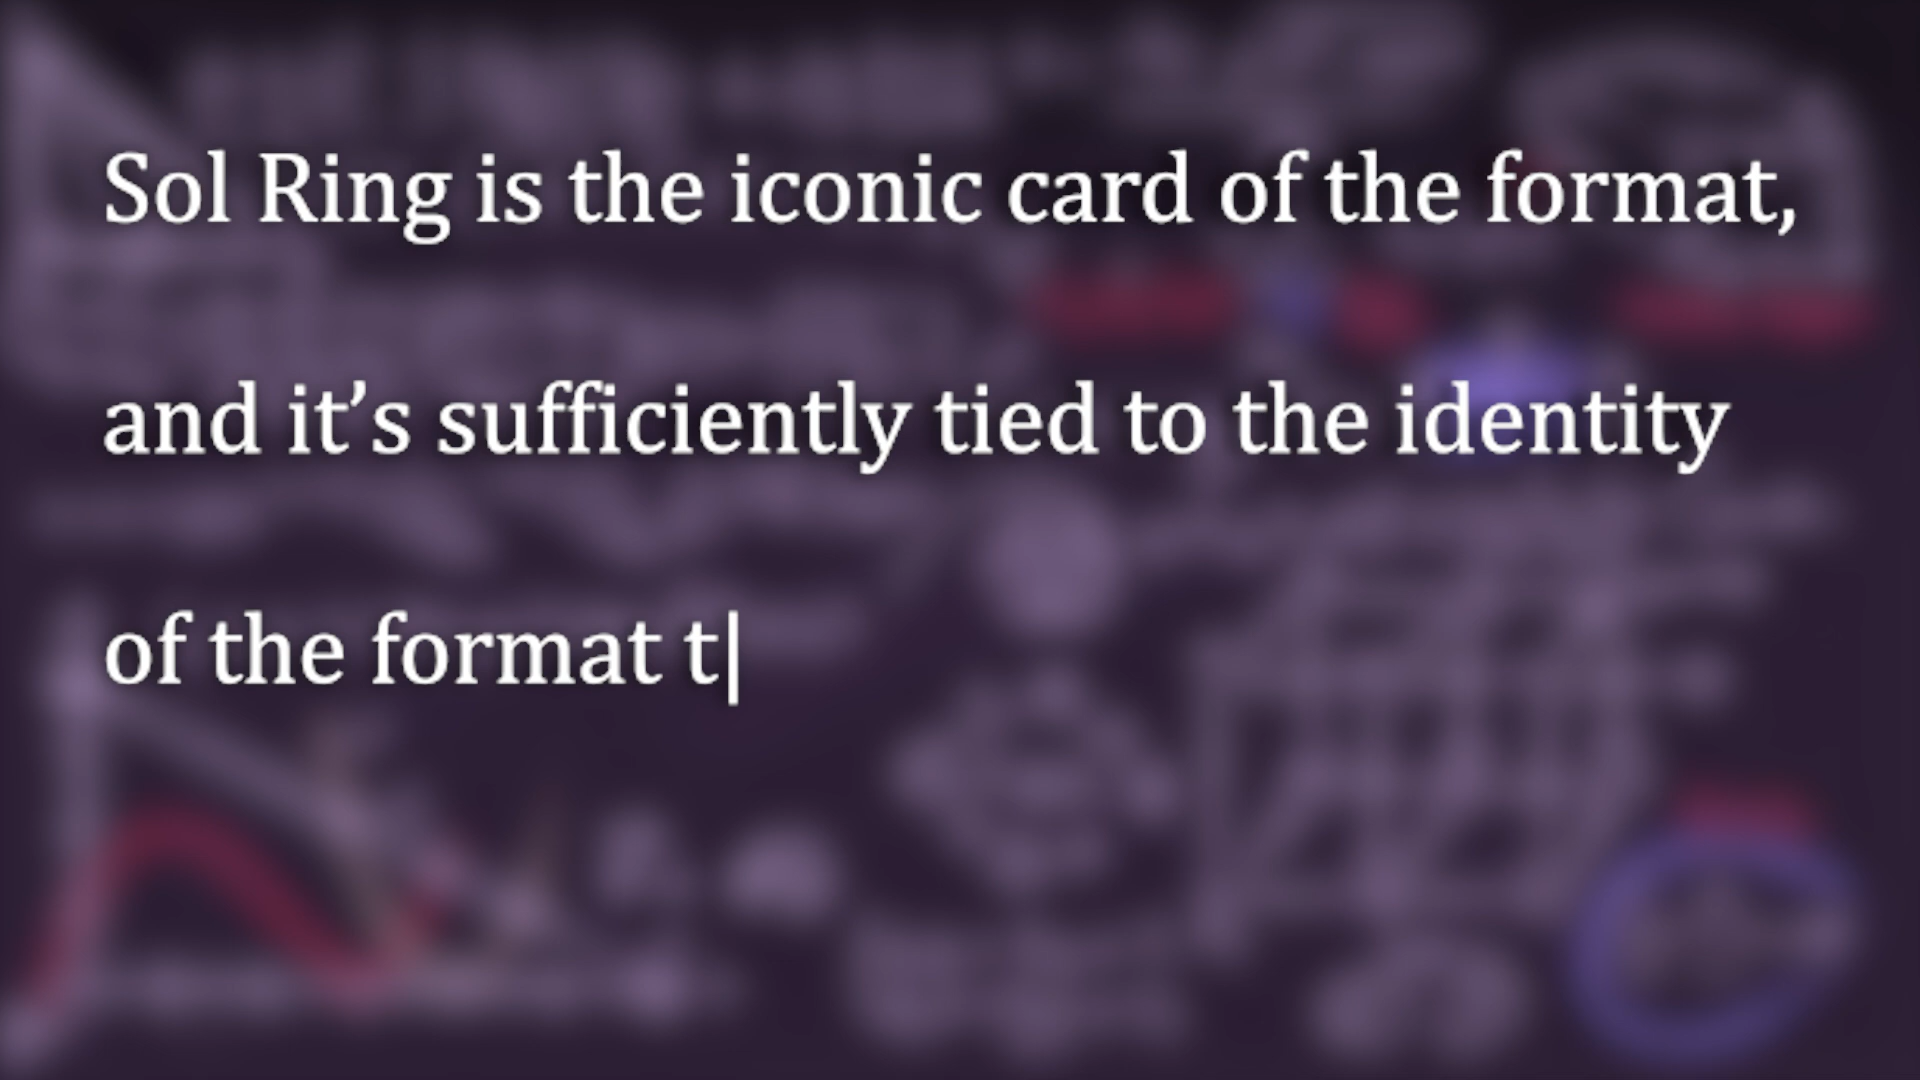 Sol Ring is the iconic card of the format,
and it’s sufficiently tied to the identity
of the format t|